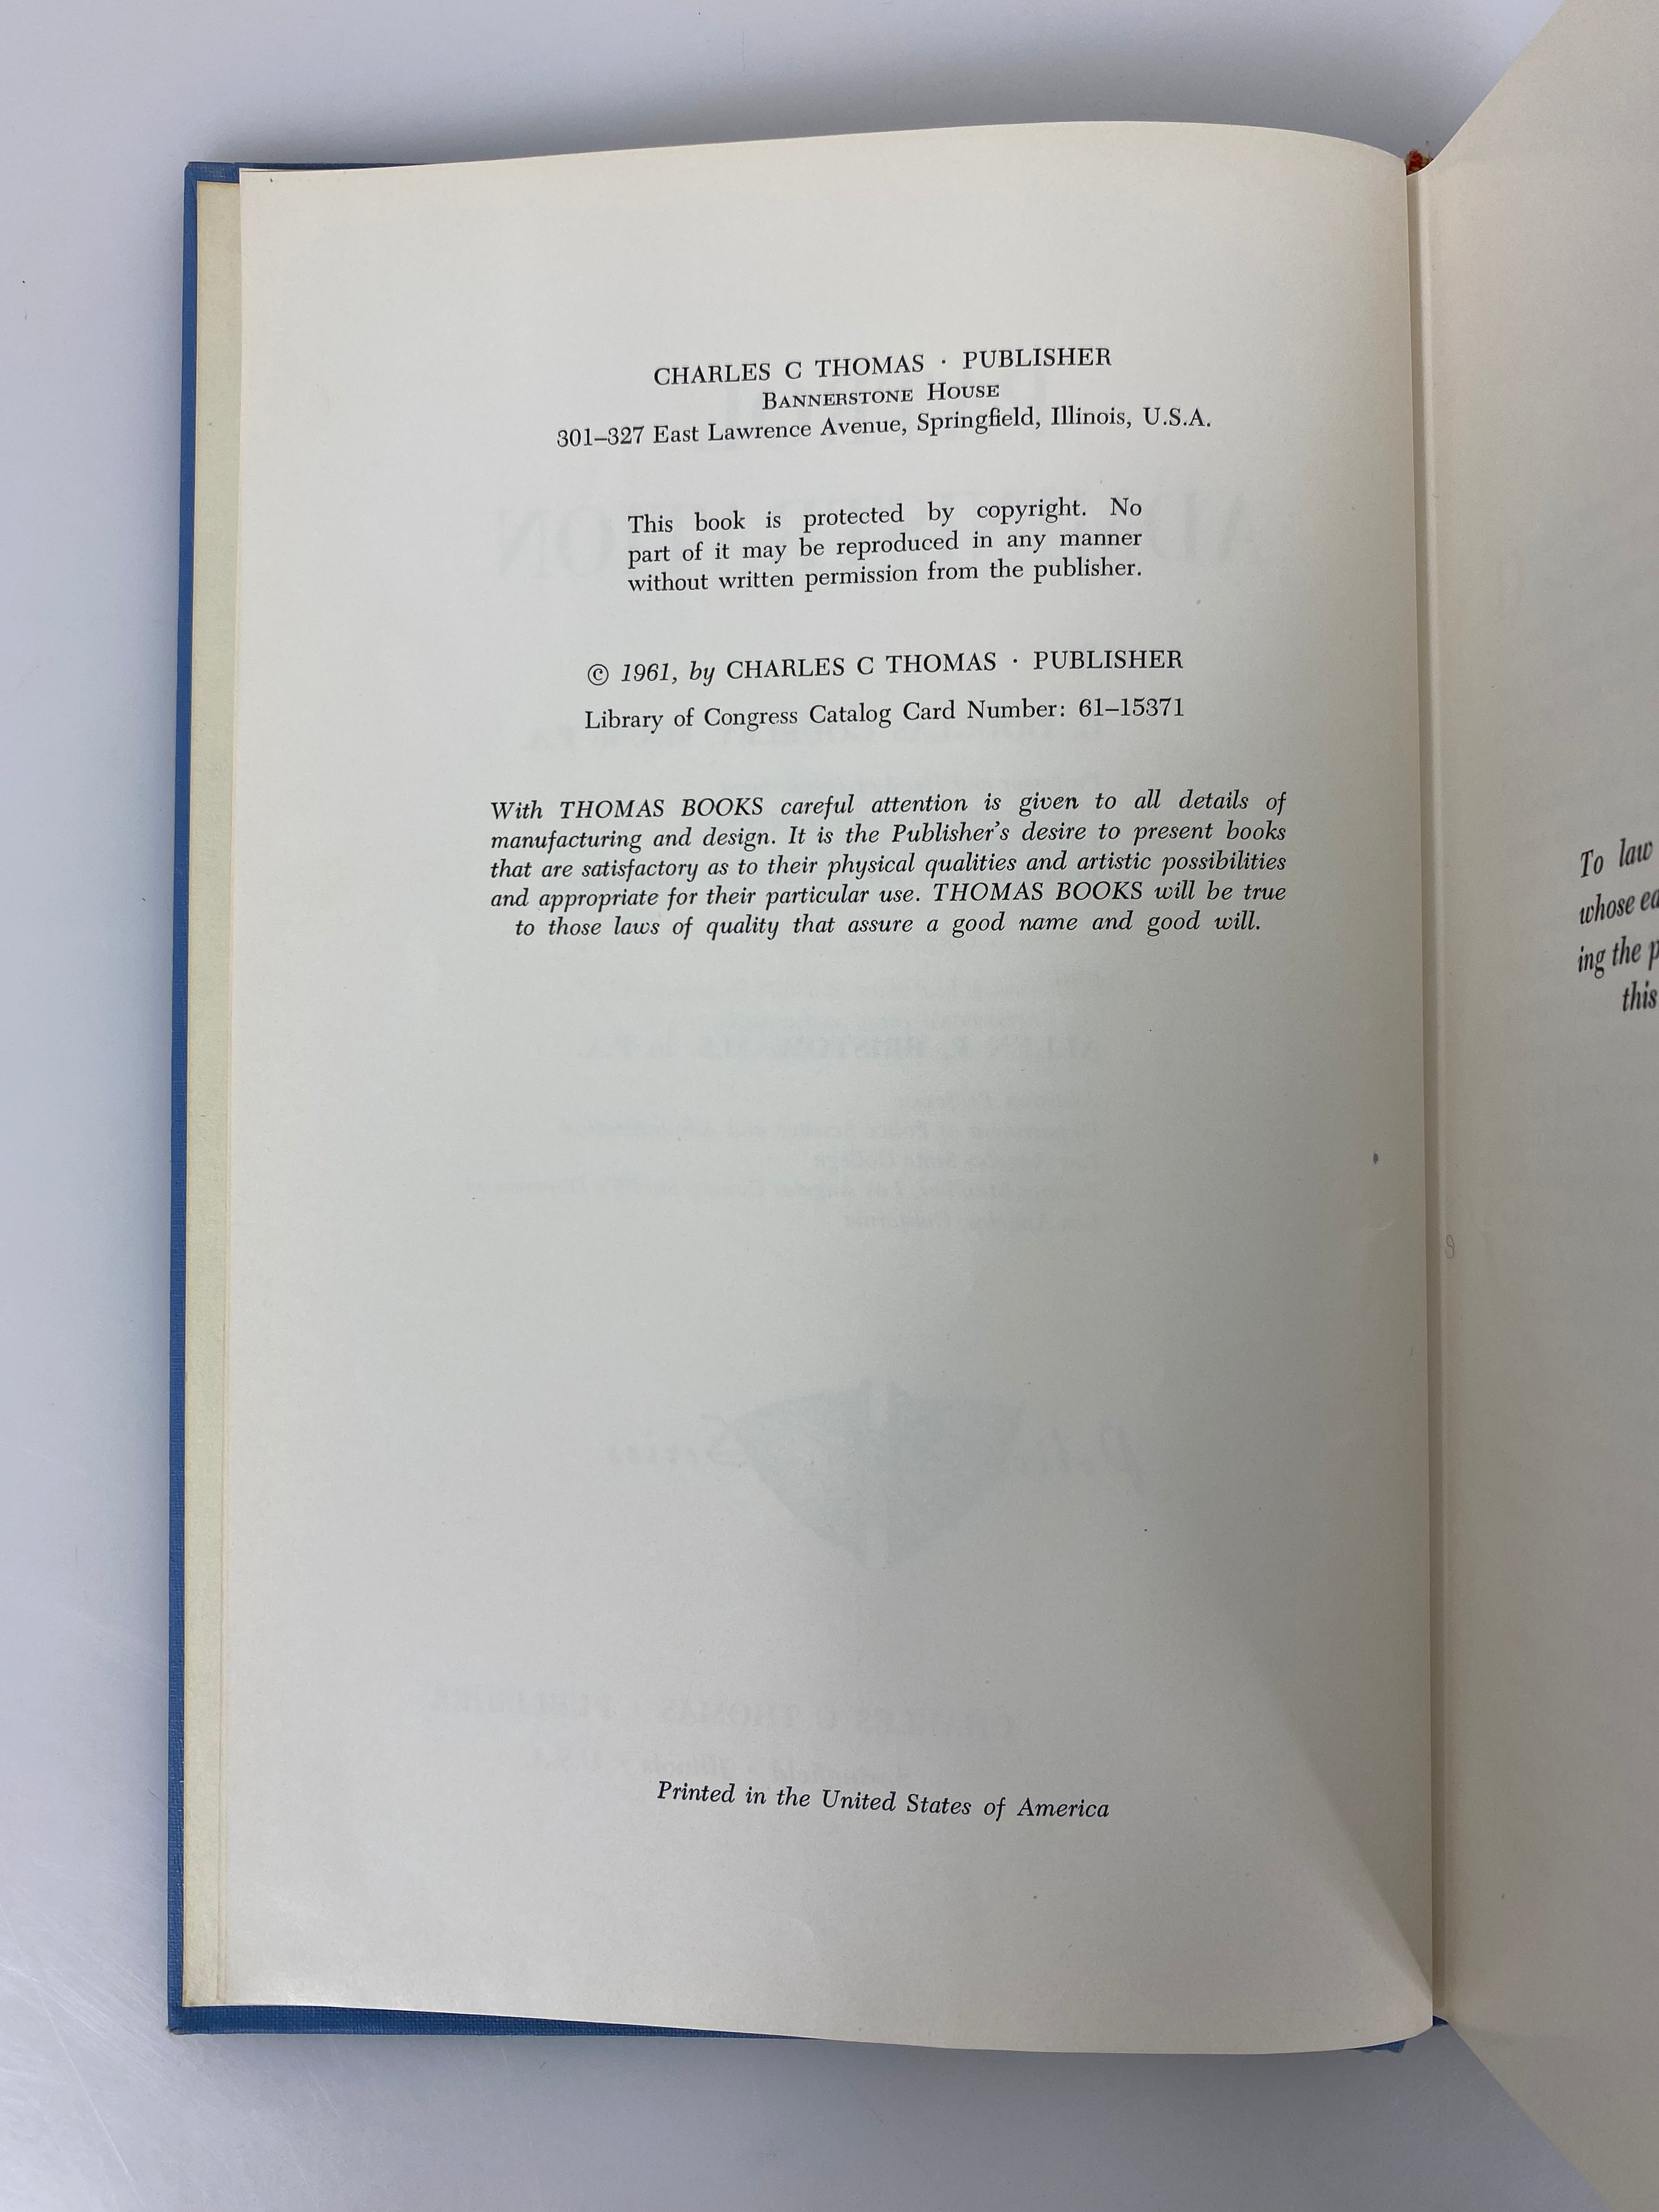 CHARLES C THOMAS · PUBLISHER
BANNERSTONE HOUSE
301–327 East Lawrence Avenue, Springfield, Illinois, U.S.A.
This book is protected by copyright. No
part of it may be reproduced in any manner
without written permission from the publisher.
© 1961, by CHARLES C THOMAS · PUBLISHER
Library of Congress Catalog Card Number: 61–15371
With THOMAS BOOKS careful attention is given to all details of
manufacturing and design. It is the Publisher's desire to present books
that are satisfactory as to their physical qualities and artistic possibilities
and appropriate for their particular use. THOMAS BOOKS will be true
to those laws of quality that assure a good name and good will.
Printed in the United States of America
To law
whose
ing the
this